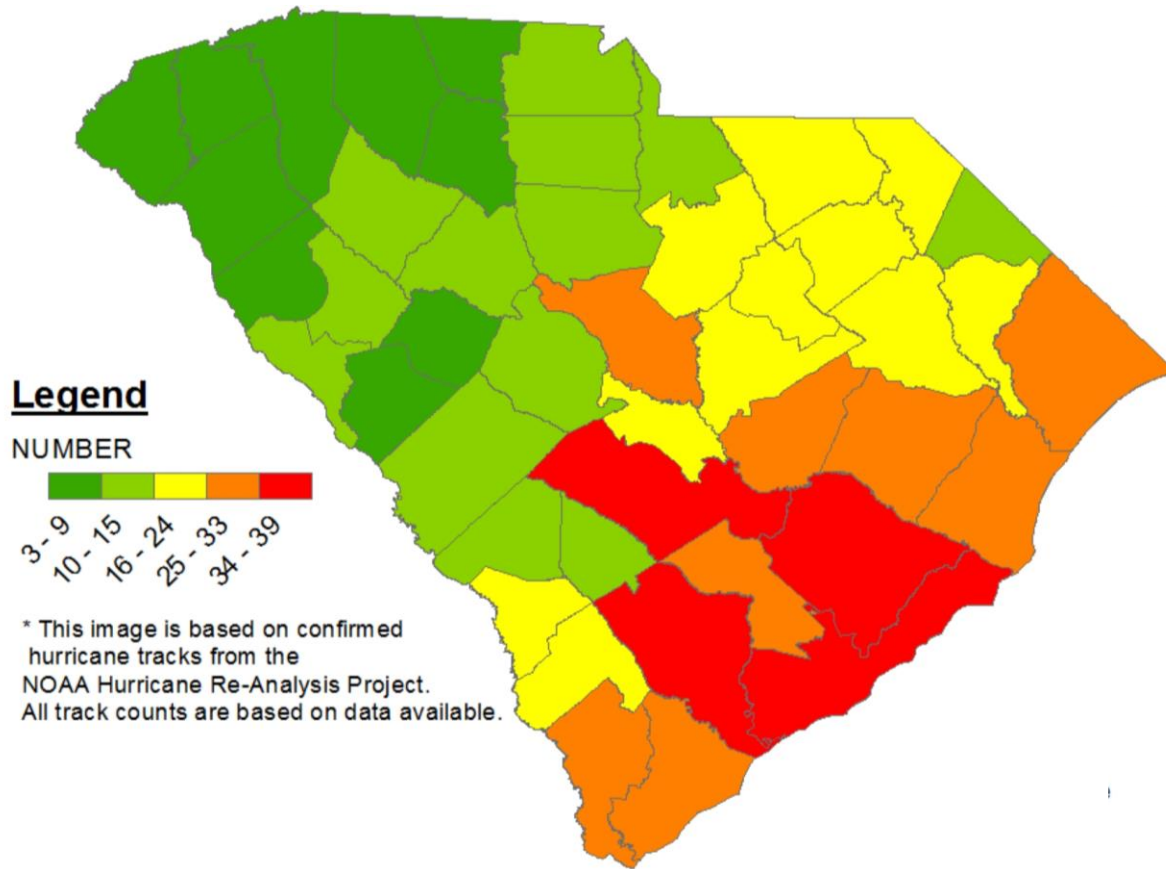 Legend
NUMBER
3 - 9
10 - 15
16 - 24
25 - 33
34 - 39
* This image is based on confirmed
hurricane tracks from the
NOAA Hurricane Re-Analysis Project.
All track counts are based on data available.